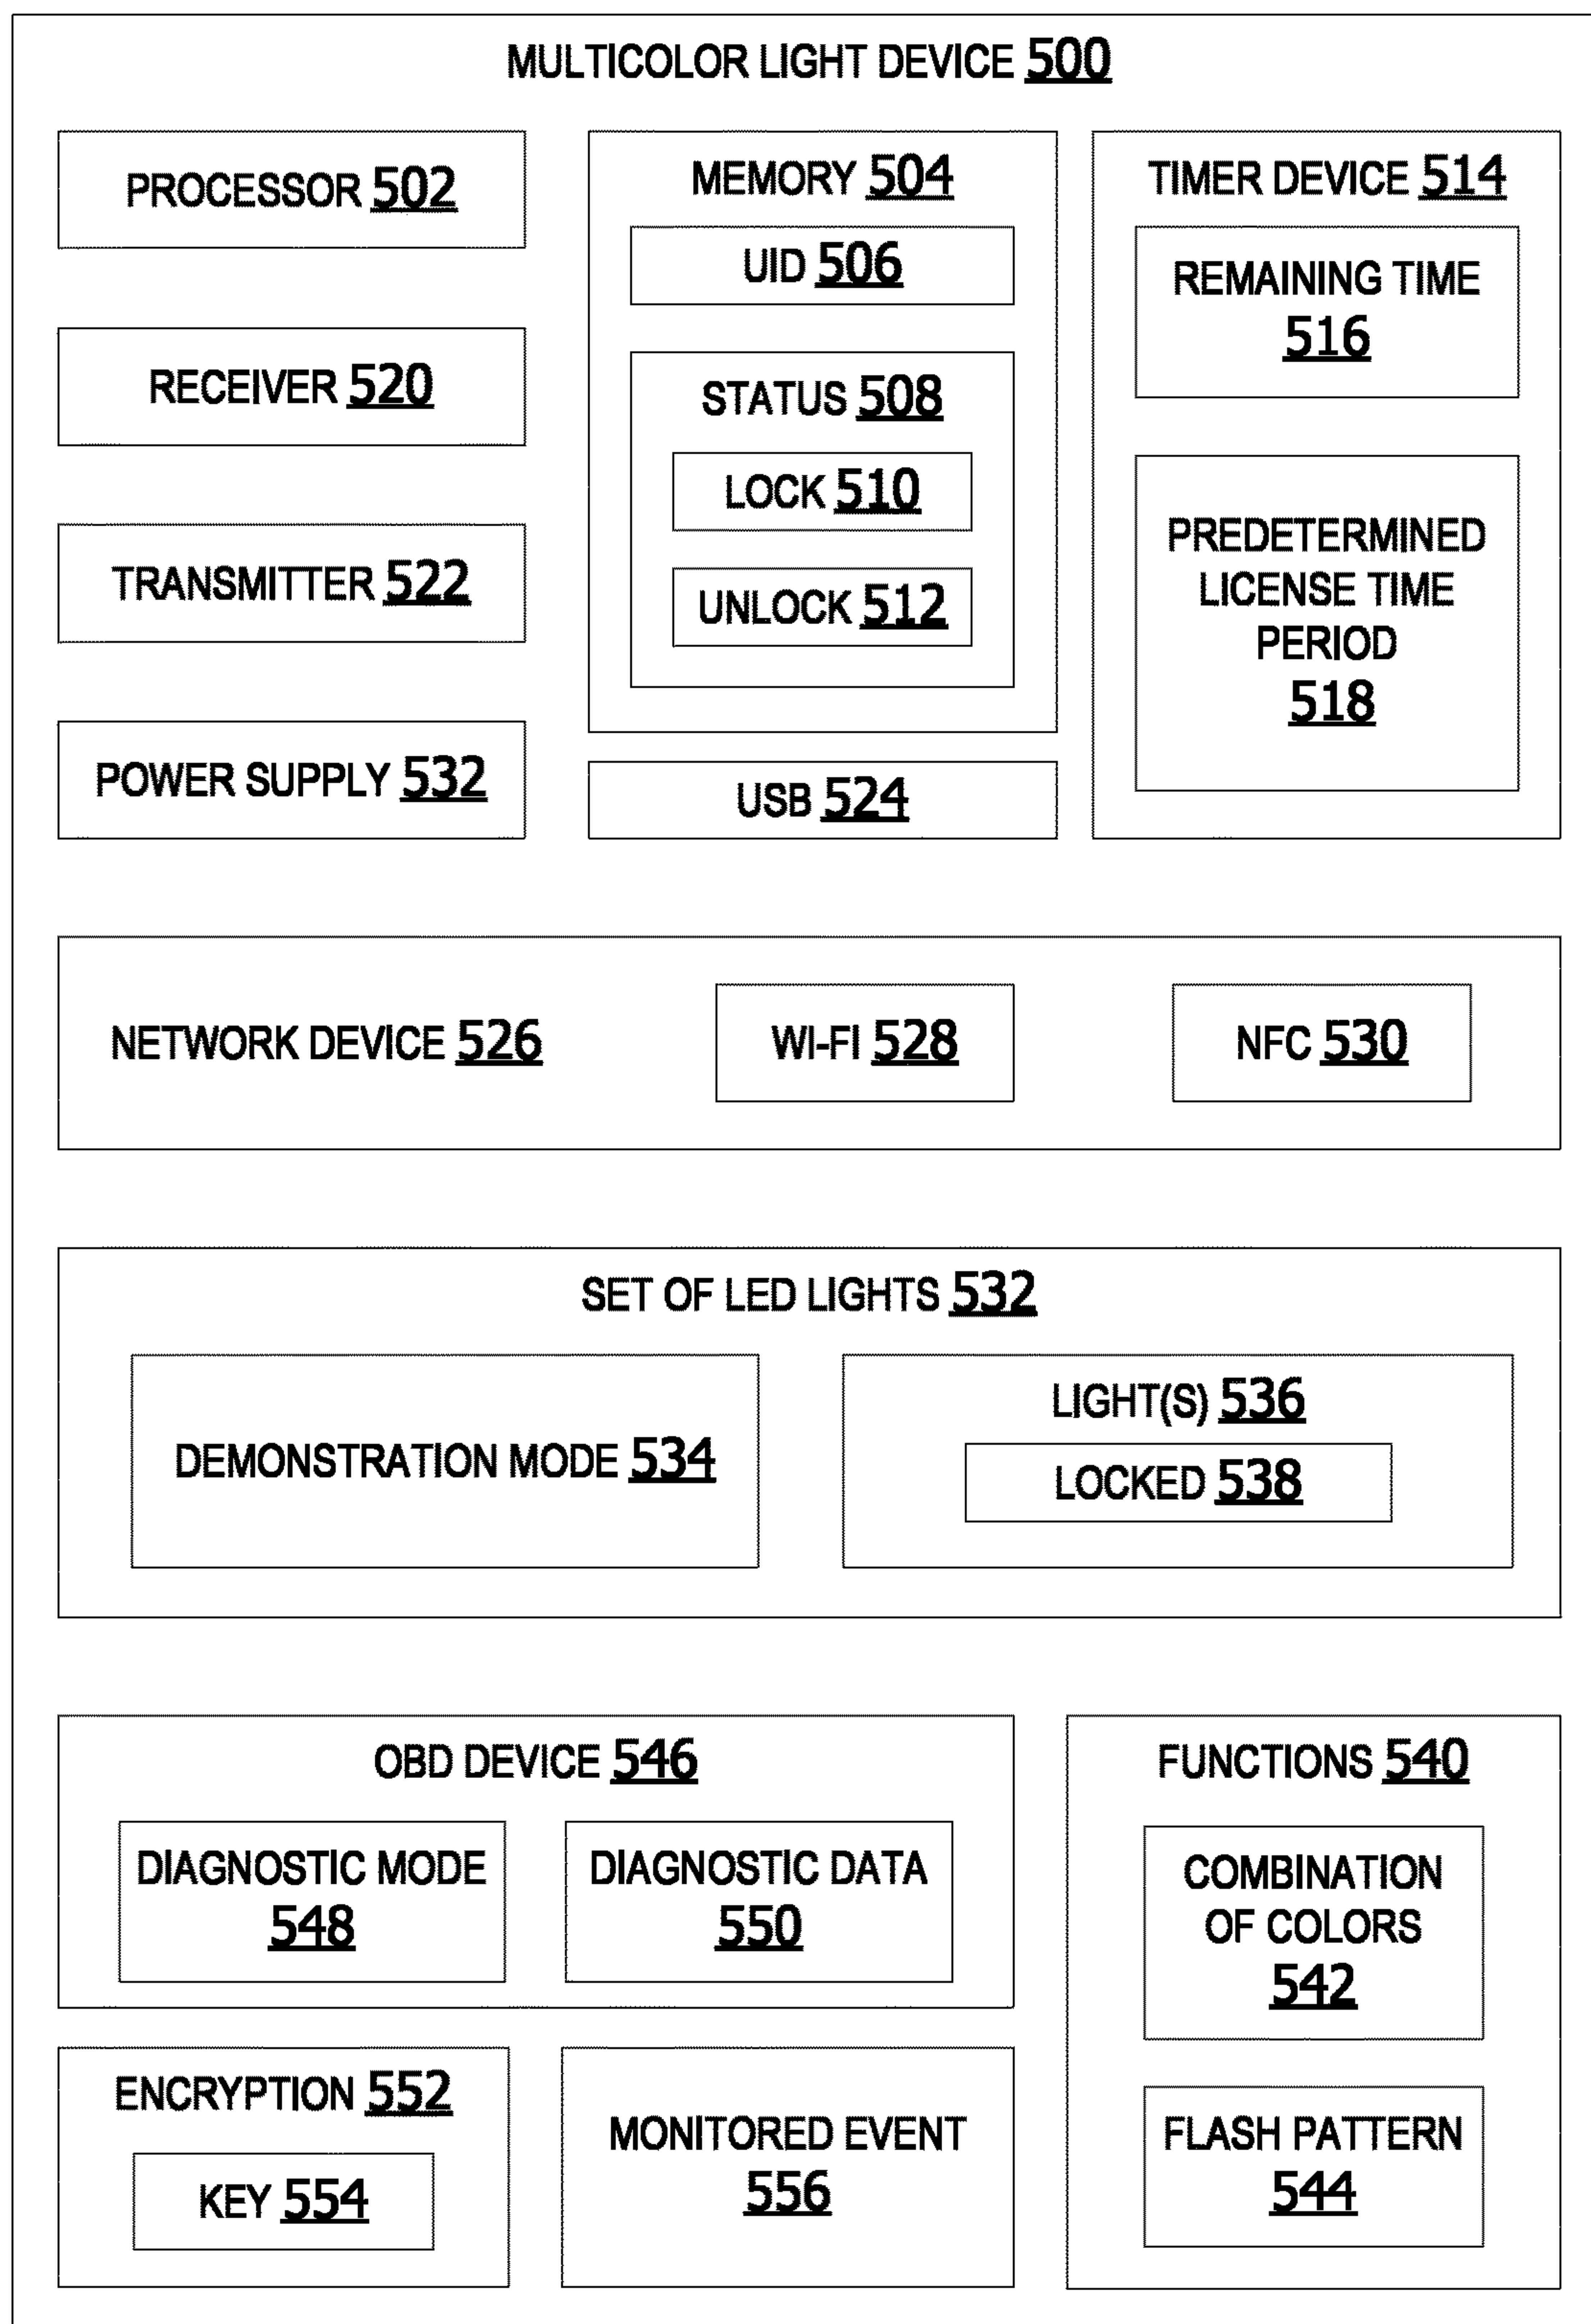 MULTICOLOR LIGHT DEVICE 500
PROCESSOR 502
RECEIVER 520
TRANSMITTER 522
POWER SUPPLY 532
MEMORY 504
UID 506
STATUS 508
LOCK 510
UNLOCK 512
USB 524
TIMER DEVICE 514
REMAINING TIME
516
PREDETERMINED
LICENSE TIME
PERIOD
518
NETWORK DEVICE 526
WI-FI 528
NFC 530
SET OF LED LIGHTS 532
DEMONSTRATION MODE 534
LIGHT(S) 536
LOCKED 538
OBD DEVICE 546
DIAGNOSTIC MODE
548
DIAGNOSTIC DATA
550
FUNCTIONS 540
COMBINATION
OF COLORS
542
FLASH PATTERN
544
ENCRYPTION 552
KEY 554
MONITORED EVENT
556